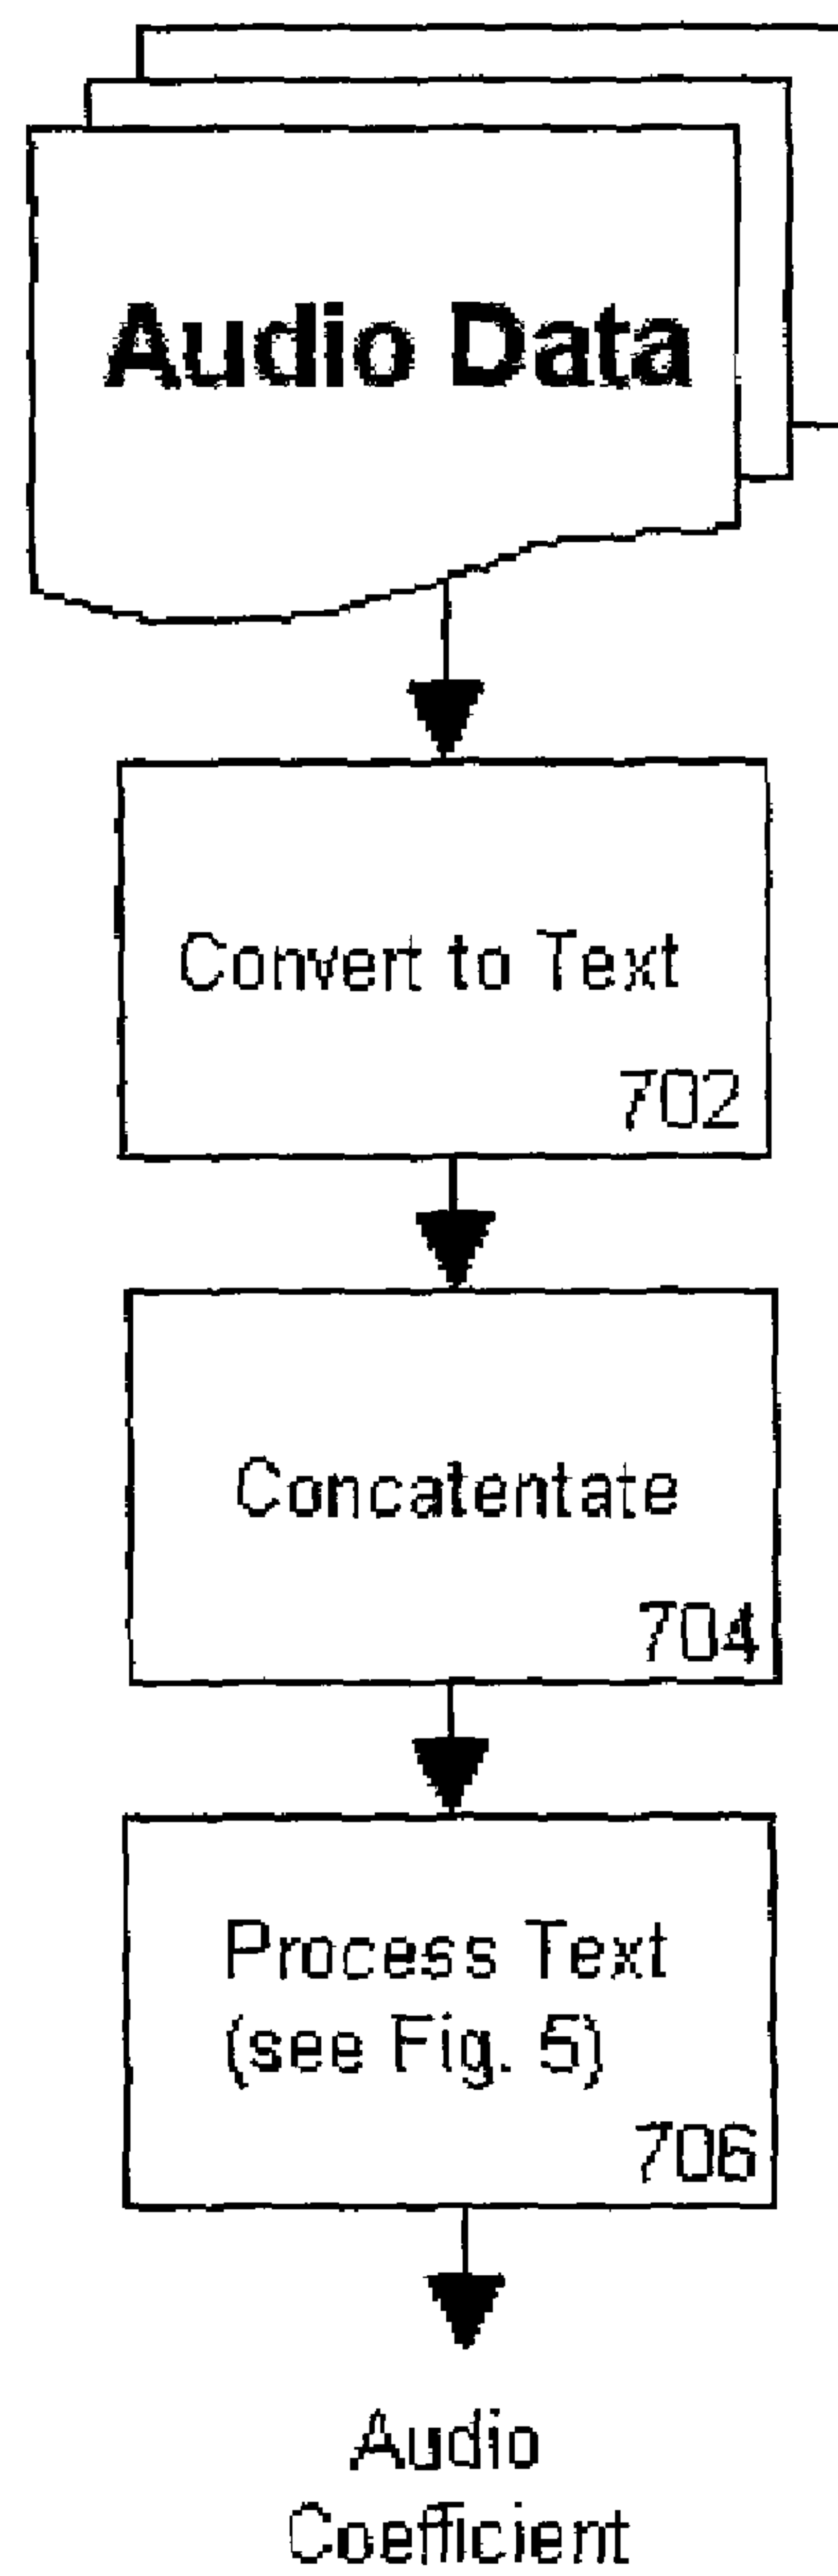 Audio Data
Convert to Text
702
Concatentate
704
Process Text
(see Fig. 5)
706
Audio
Coefficient